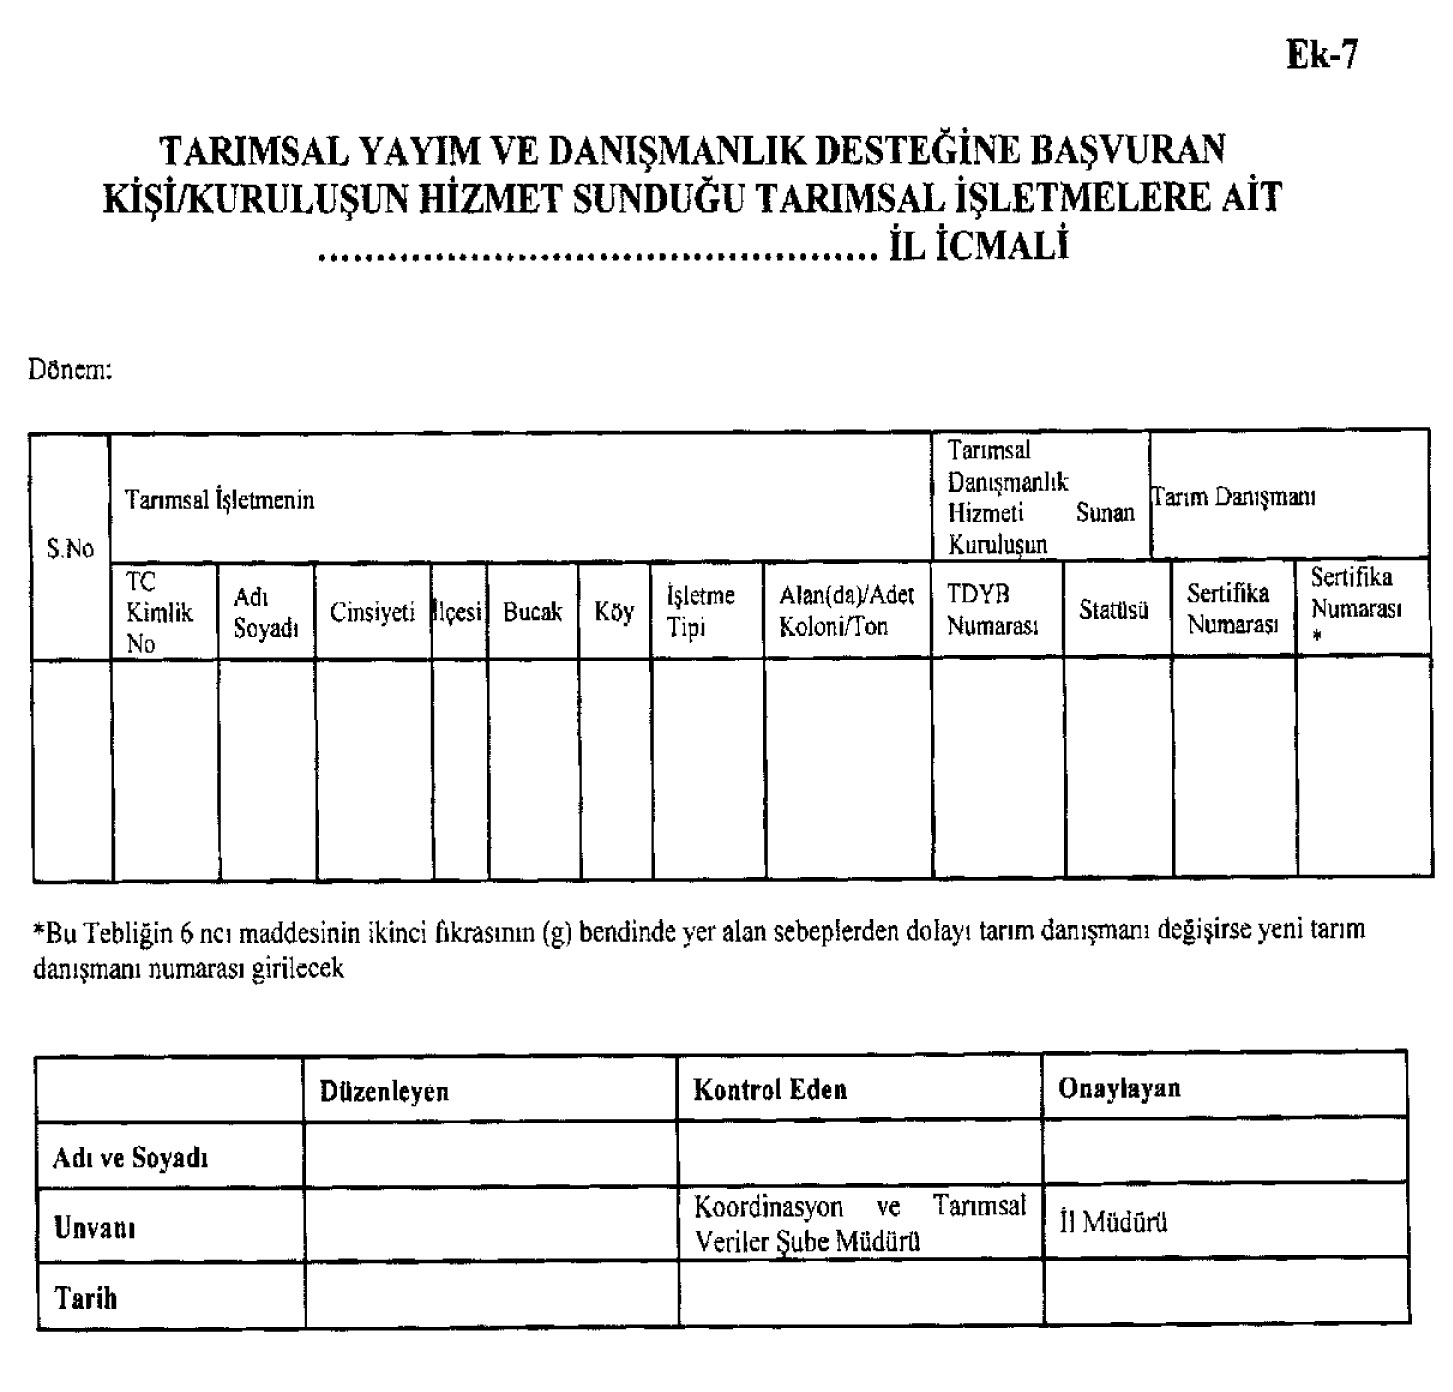 Ek-7
TARIMSAL YAYIM VE DANIŞMANLIK DESTEĞİNE BAŞVURAN
KİŞİ/KURULUŞUN HİZMET SUNDUĞU TARIMSAL İŞLETMELERE AİT
................................................ İL İCMALİ
Dönem:
S.No
Tarımsal İşletmenin
Tarımsal
Danışmanlık
Hizmeti Sunan
Kuruluşun
Tarım Danışmanı
TC
Kimlik
No
Adı
Soyadı
Cinsiyeti
İlçesi
Bucak
Köy
İşletme
Tipi
Alan(da)/Adet
Koloni/Ton
TDYB
Numarası
Statüsü
Sertifika
Numarası
Sertifika
Numarası
*
*Bu Tebliğin 6 ncı maddesinin ikinci fıkrasının (g) bendinde yer alan sebeplerden dolayı tarım danışmanı değişirse yeni tarım
danışmanı numarası girilecek
Düzenleyen
Kontrol Eden
Onaylayan
Adı ve Soyadı
Unvanı
Koordinasyon ve Tarımsal
Veriler Şube Müdürü
İl Müdürü
Tarih